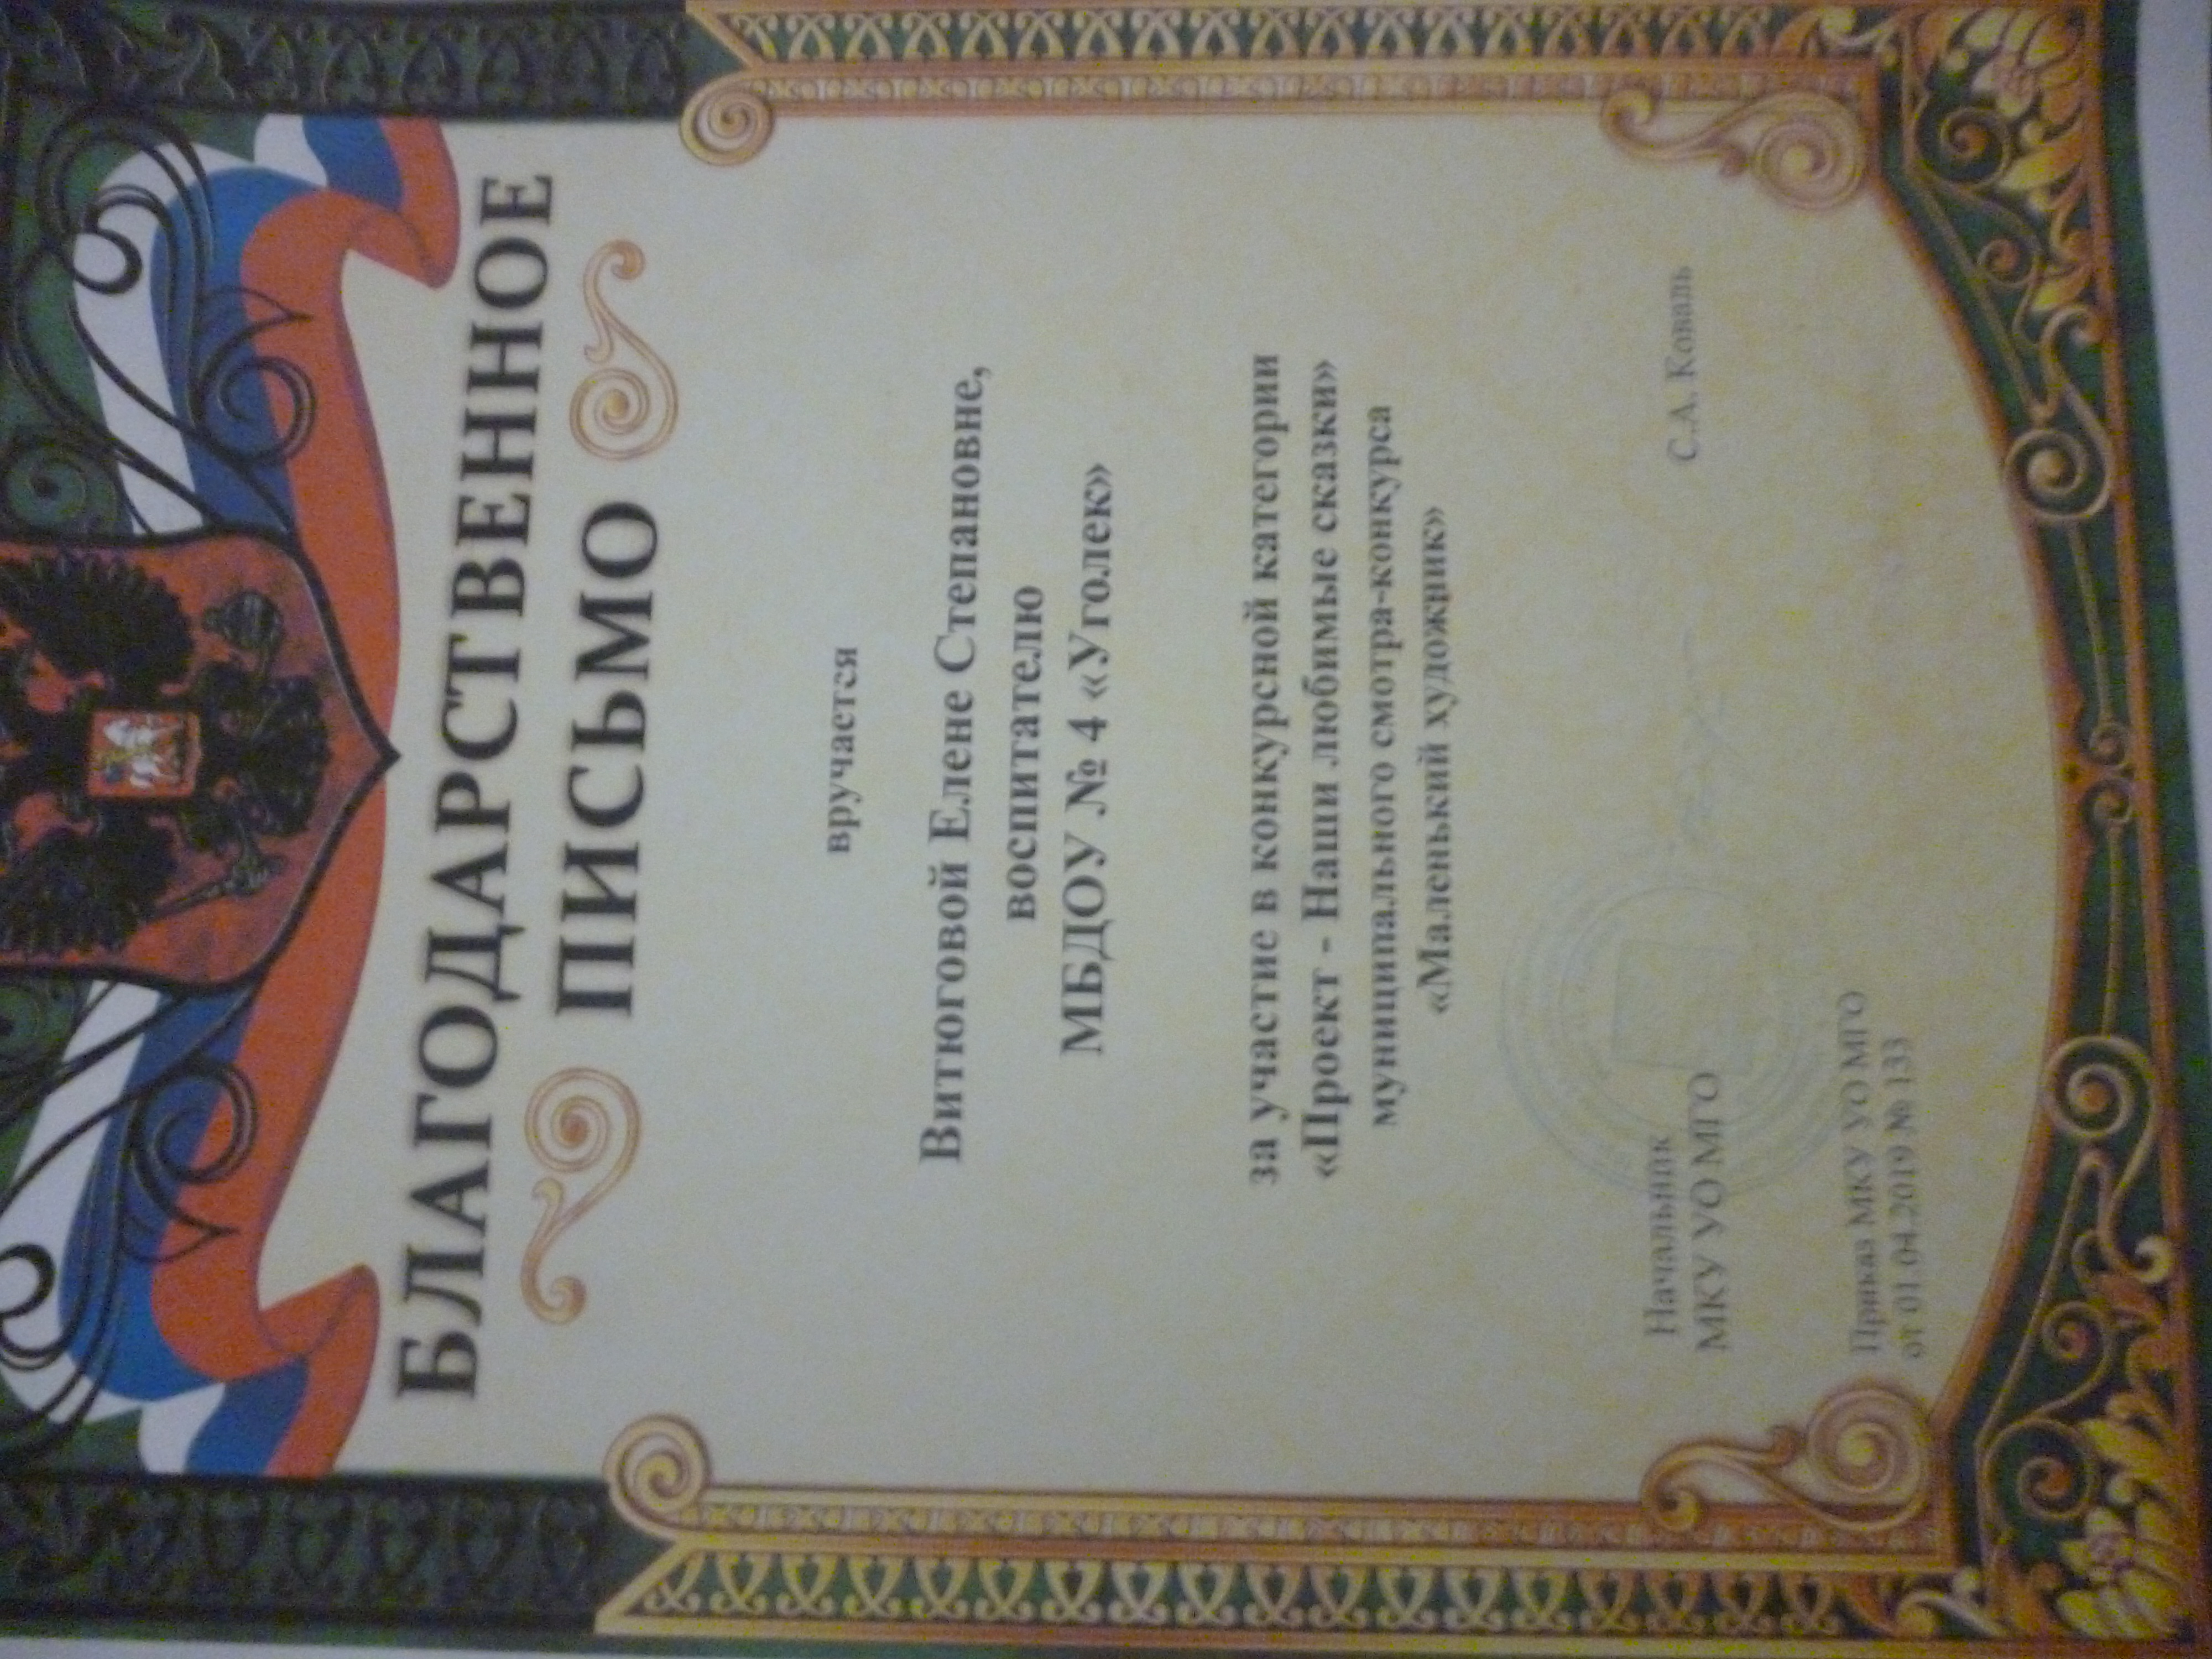 БЛАГОДАРСТВЕННОЕ
ПИСЬМО
вручается
Витюговой Елене Степановне,
воспитателю
МБДОУ № 4 «Уголек»
за участие в конкурсной категории
«Проект - Наши любимые сказки»
муниципального смотра-конкурса
«Маленький художник»
Начальник
МКУ УО МГО
С.А. Коваль
Приказ МКУ УО МГО
от 01.04.2019 № 133